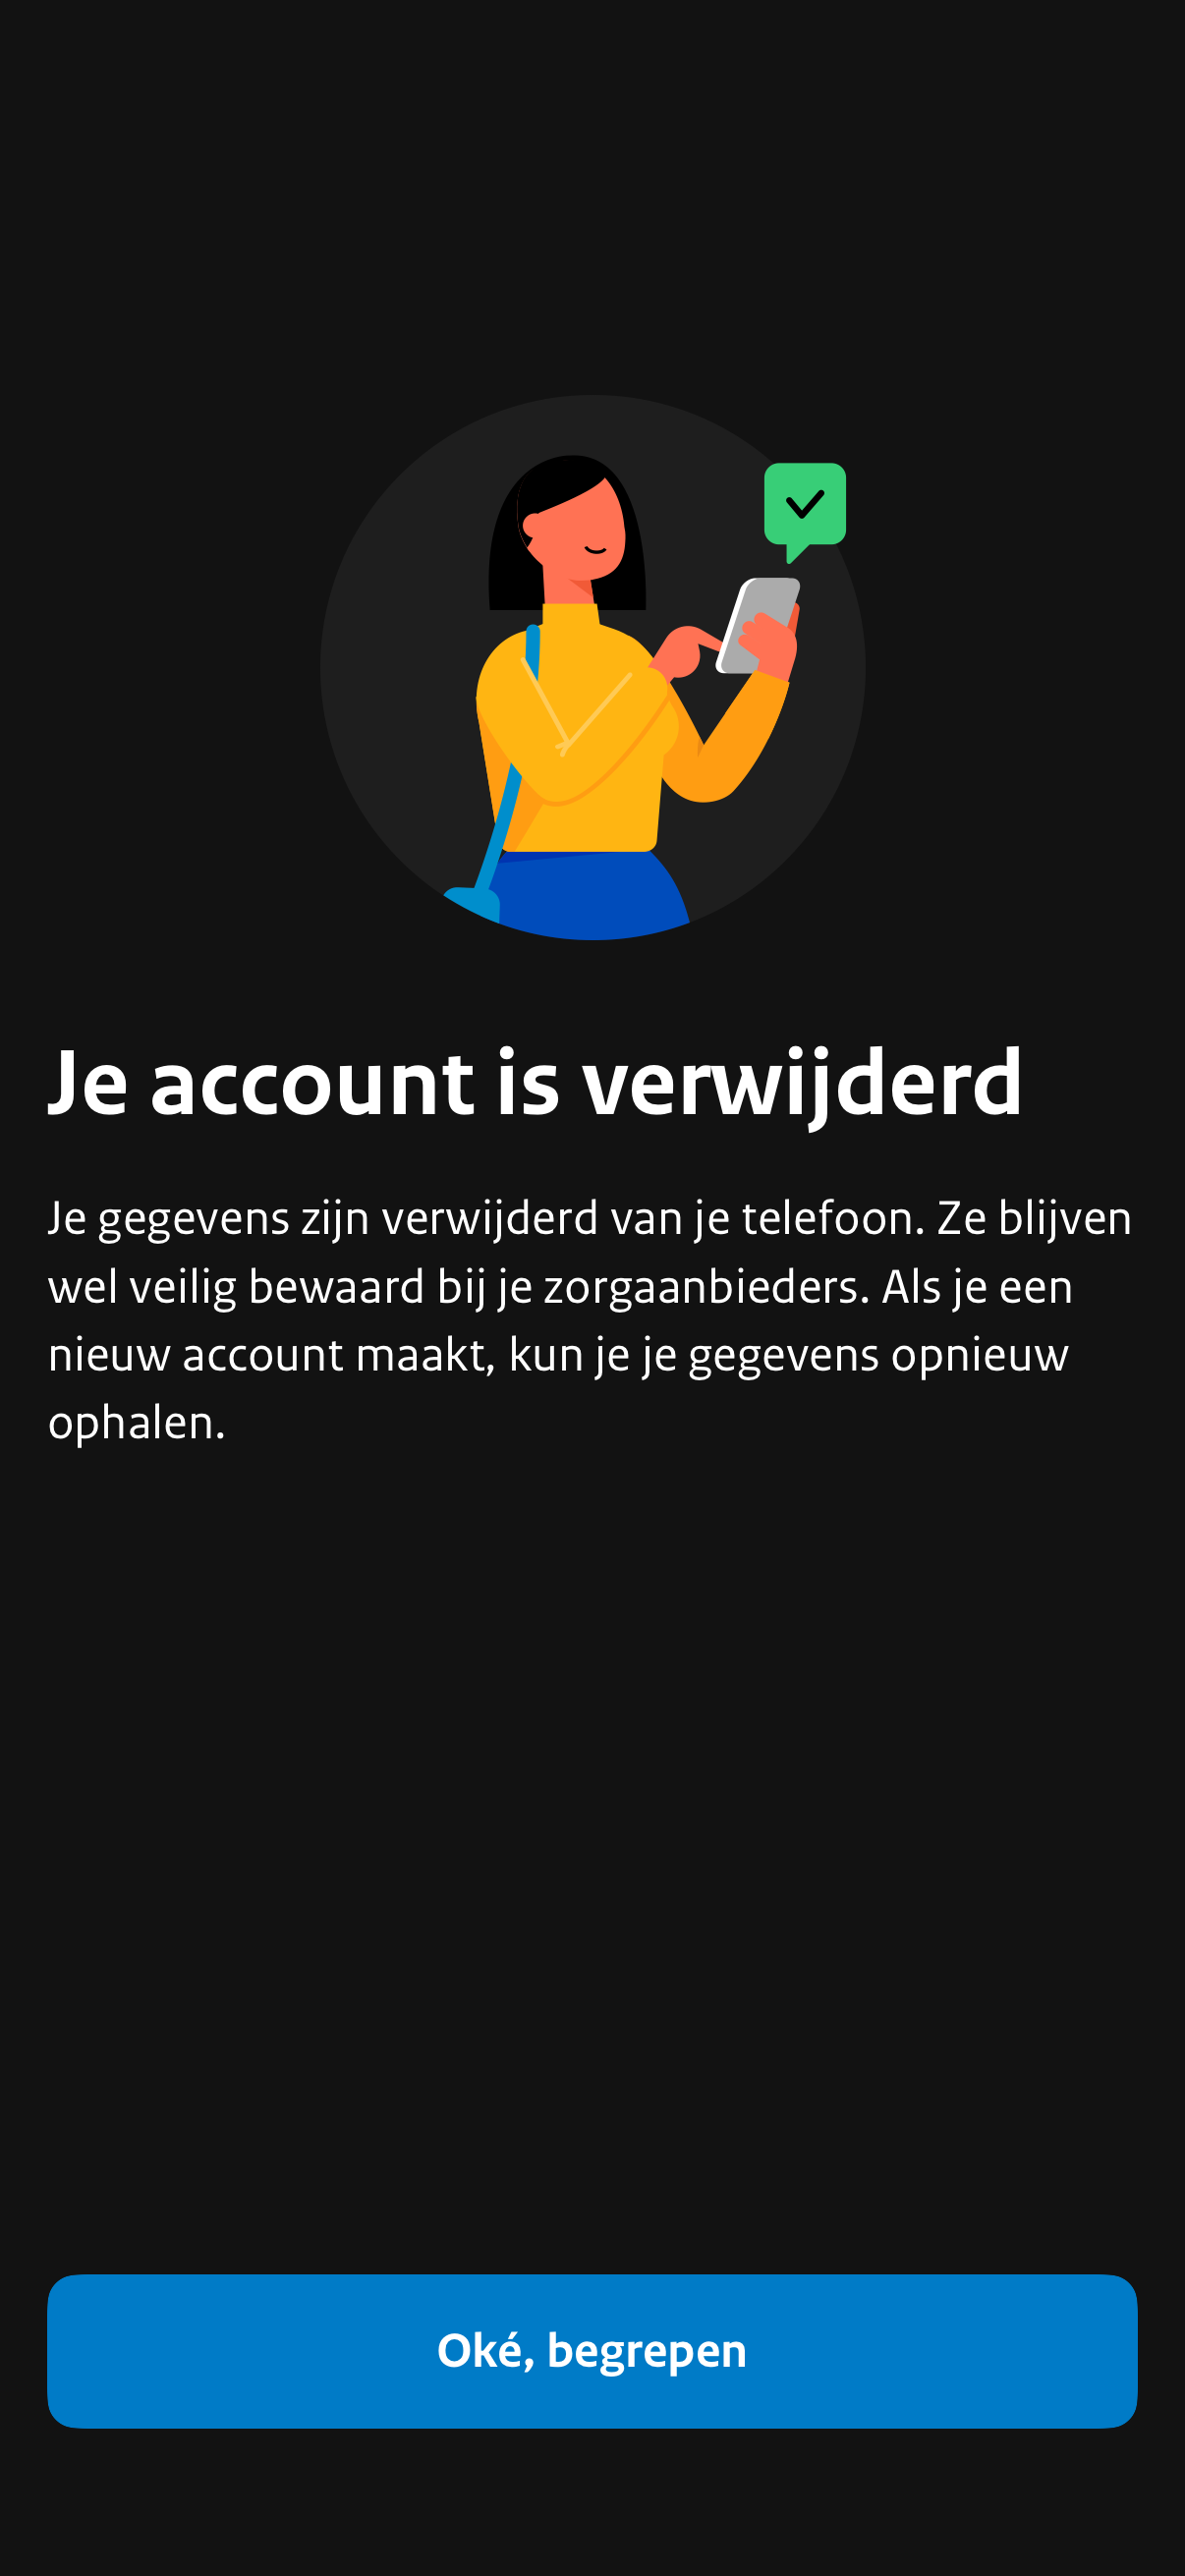 Je account is verwijderd
Je gegevens zijn verwijderd van je telefoon. Ze blijven
wel veilig bewaard bij je zorgaanbieders. Als je een
nieuw account maakt, kun je je gegevens opnieuw
ophalen.
Oké, begrepen